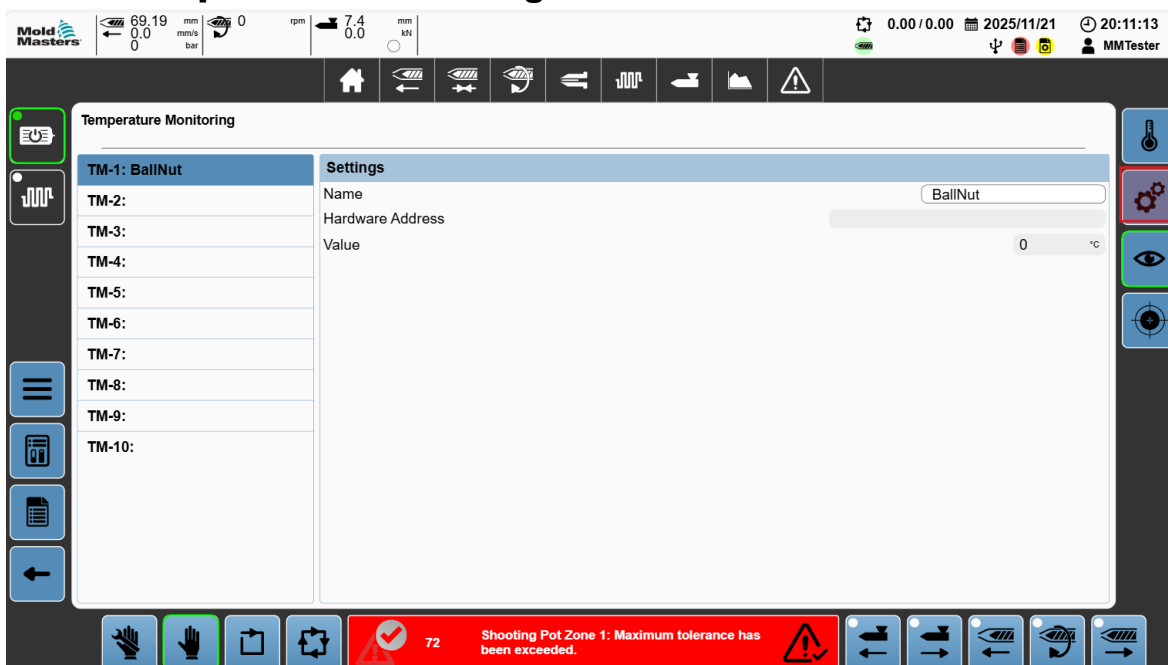 Mold
Masters
69.19 mm
0.0 mm/s
0 bar
0 rpm
7.4 mm
0.0 kN
0.00 / 0.00
2025/11/21
20:11:13
MMTester
Temperature Monitoring
TM-1: BallNut
TM-2:
TM-3:
TM-4:
TM-5:
TM-6:
TM-7:
TM-8:
TM-9:
TM-10:
Settings
Name
BallNut
Hardware Address
Value
0 °C
72
Shooting Pot Zone 1: Maximum tolerance has
been exceeded.